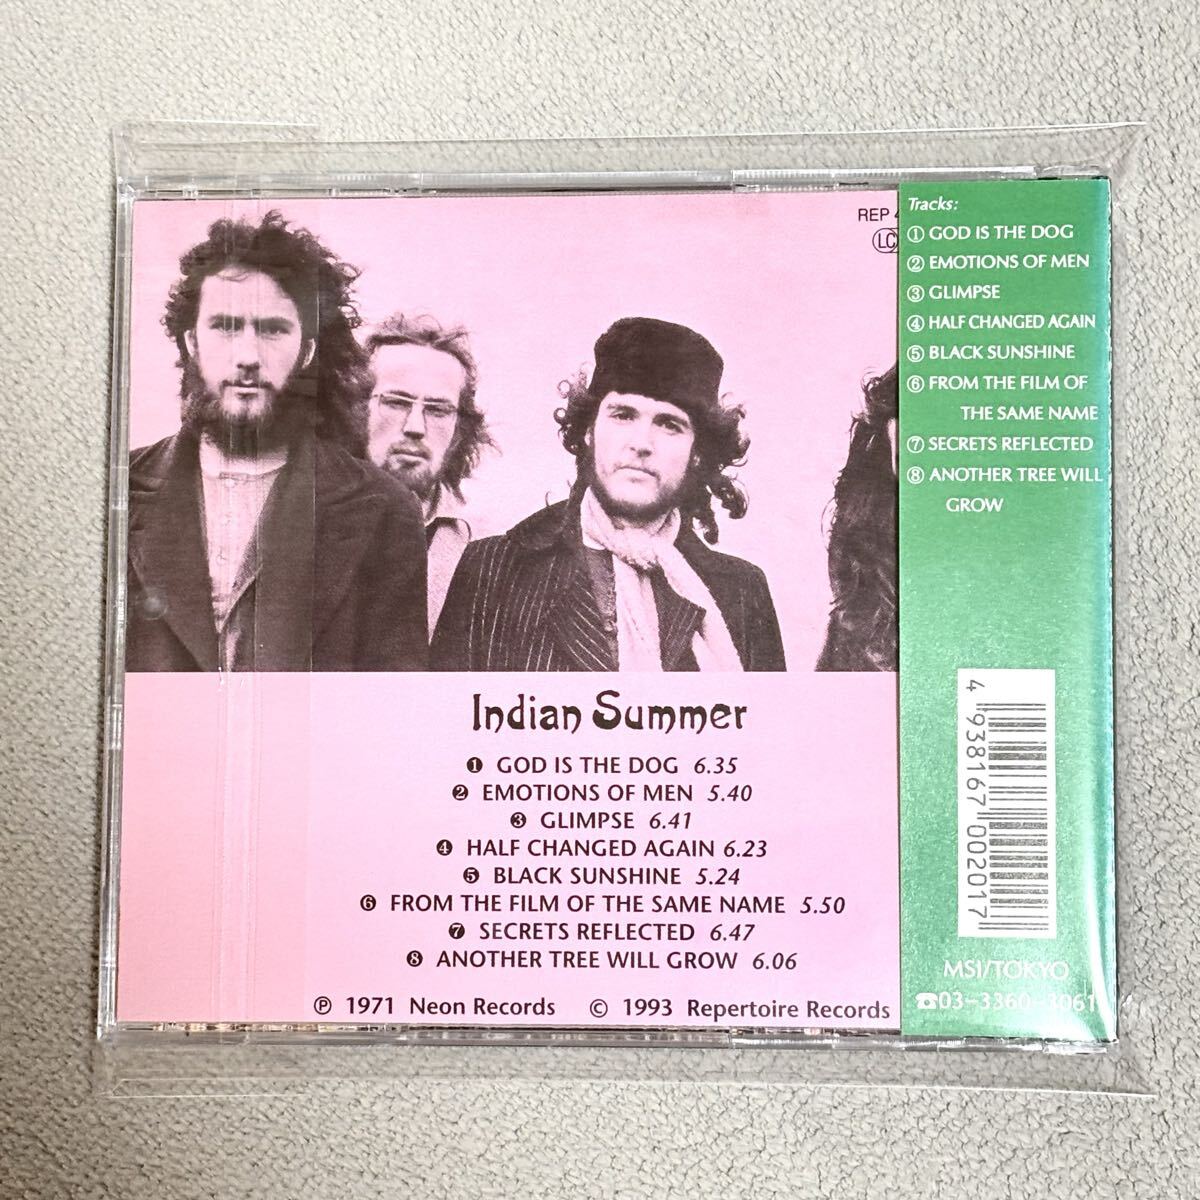 REP
LC
Indian Summer
❶ GOD IS THE DOG 6.35
❷ EMOTIONS OF MEN 5.40
❸ GLIMPSE 6.41
❹ HALF CHANGED AGAIN 6.23
❺ BLACK SUNSHINE 5.24
❻ FROM THE FILM OF THE SAME NAME 5.50
❼ SECRETS REFLECTED 6.47
❽ ANOTHER TREE WILL GROW 6.06
℗ 1971 Neon Records © 1993 Repertoire Records
Tracks:
① GOD IS THE DOG
② EMOTIONS OF MEN
③ GLIMPSE
④ HALF CHANGED AGAIN
⑤ BLACK SUNSHINE
⑥ FROM THE FILM OF
THE SAME NAME
⑦ SECRETS REFLECTED
⑧ ANOTHER TREE WILL
GROW
4 938167 002017
MSI/TOKYO
☎03-3360-3061